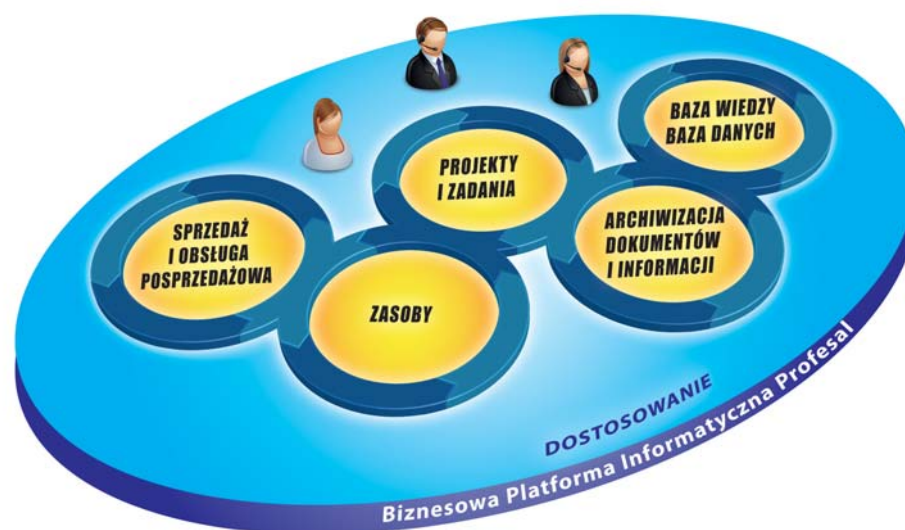 BAZA WIEDZY
BAZA DANYCH
PROJEKTY
I ZADANIA
ARCHIWIZACJA
DOKUMENTÓW
I INFORMACJI
SPRZEDAŻ
I OBSŁUGA
POSPRZEDAŻOWA
ZASOBY
DOSTOSOWANIE
Biznesowa Platforma Informatyczna Profesal